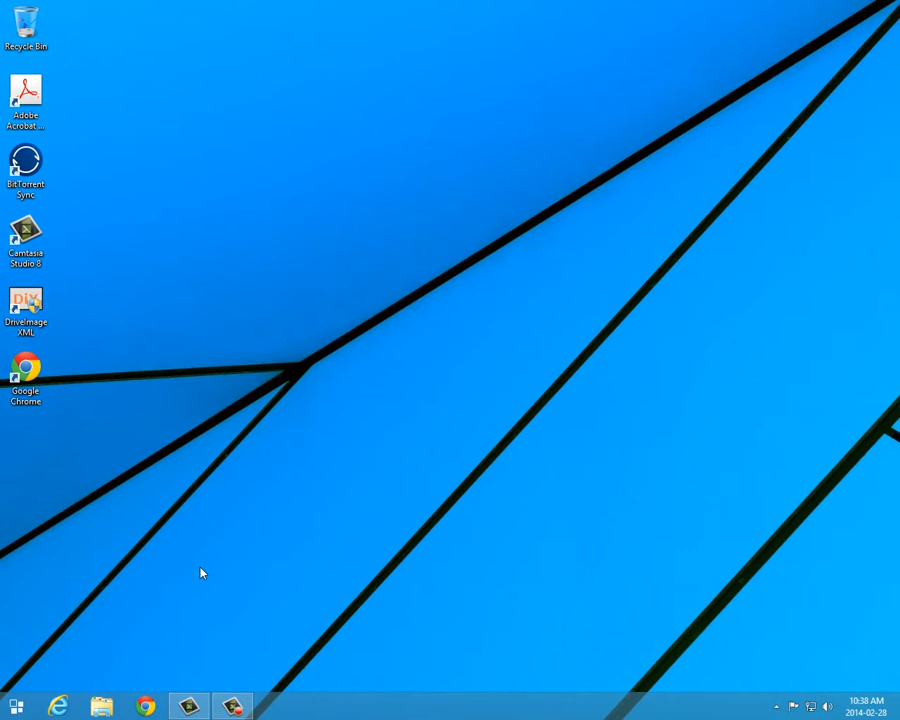 Recycle Bin
Adobe
Acrobat ...
BitTorrent
Sync
Camtasia
Studio 8
DiX
DriveImage
XML
Google
Chrome
10:38 AM
2014-02-28